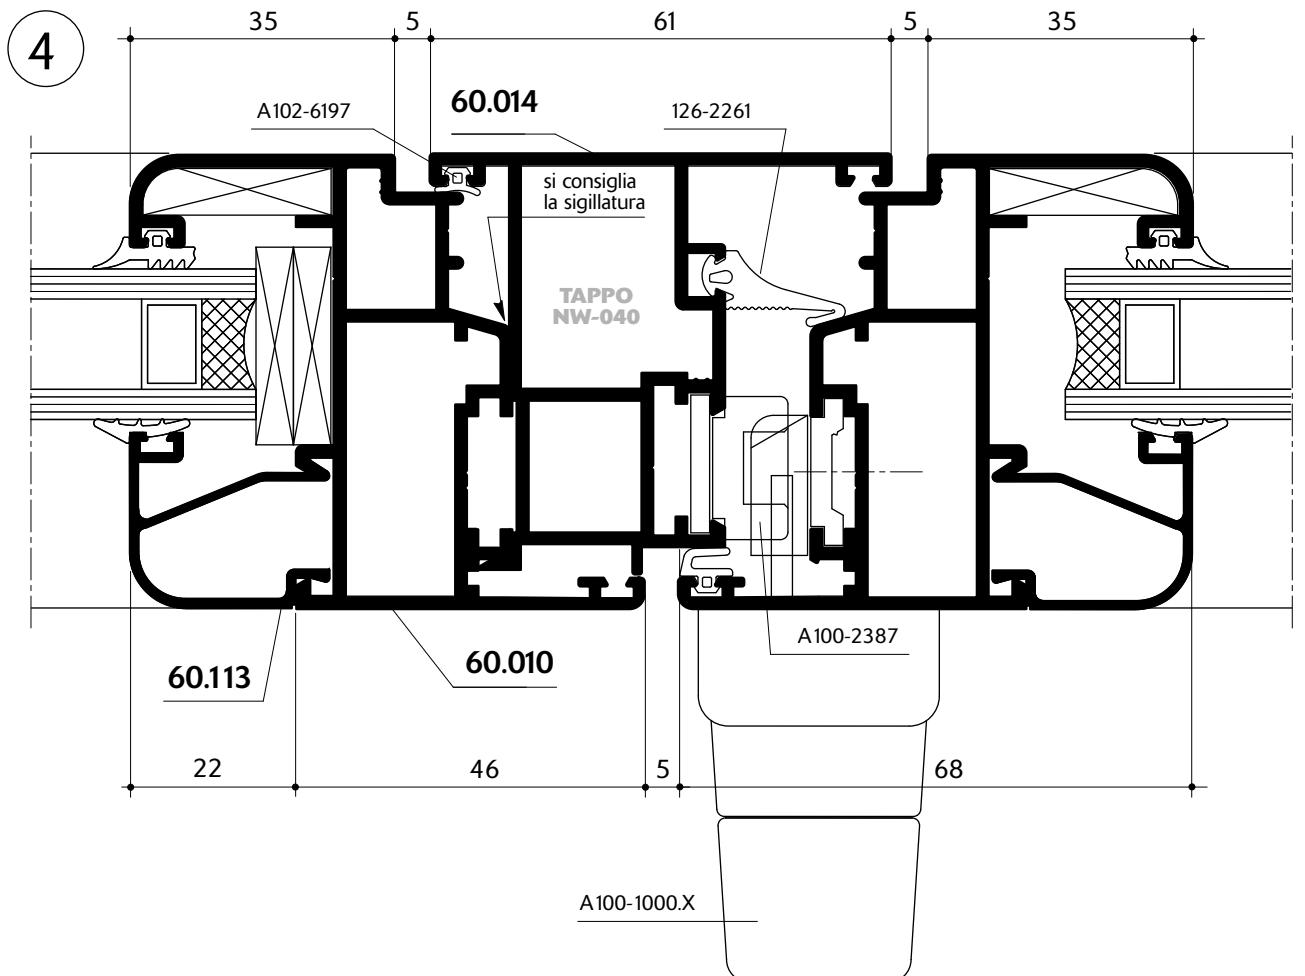 4
35
5
61
5
35
A102-6197
60.014
126-2261
si consiglia
la sigillatura
TAPPO
NW-040
A100-2387
60.113
60.010
22
46
5
68
A100-1000.X